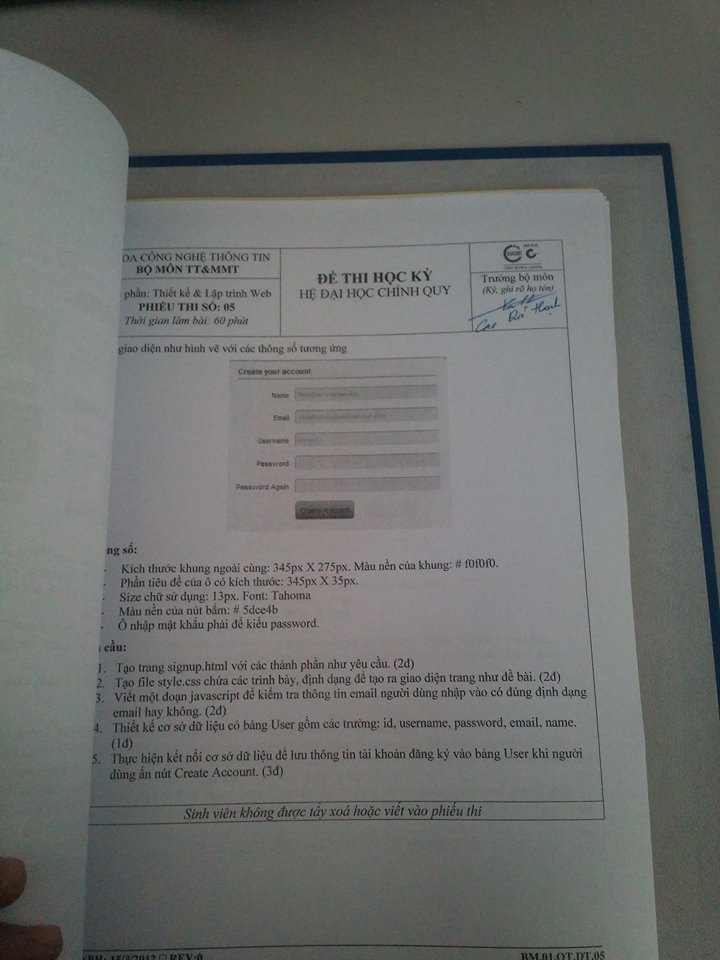 OA CÔNG NGHỆ THÔNG TIN
BỘ MÔN TT&MMT
phần: Thiết kế & Lập trình Web
PHIẾU THI SỐ: 05
Thời gian làm bài: 60 phút
ĐỀ THI HỌC KỲ
HỆ ĐẠI HỌC CHÍNH QUY
Trưởng bộ môn
(Ký, ghi rõ họ tên)
giao diện như hình vẽ với các thông số tương ứng
Create your account
Name
Email
Username
Password
Password Again
Create Account
ng số:
- Kích thước khung ngoài cùng: 345px X 275px. Màu nền của khung: # f0f0f0.
- Phần tiêu đề của ô có kích thước: 345px X 35px.
- Size chữ sử dụng: 13px. Font: Tahoma
- Màu nền của nút bấm: # 5dce4b
- Ô nhập mật khẩu phải để kiểu password.
cầu:
1. Tạo trang signup.html với các thành phần như yêu cầu. (2đ)
2. Tạo file style.css chứa các trình bày, định dạng để tạo ra giao diện trang như đề bài. (2đ)
3. Viết một đoạn javascript để kiểm tra thông tin email người dùng nhập vào có đúng định dạng
email hay không. (2đ)
4. Thiết kế cơ sở dữ liệu có bảng User gồm các trường: id, username, password, email, name.
(1đ)
5. Thực hiện kết nối cơ sở dữ liệu để lưu thông tin tài khoản đăng ký vào bảng User khi người
dùng ấn nút Create Account. (3đ)
Sinh viên không được tẩy xoá hoặc viết vào phiếu thi
BH: 15/3/2012 □ REV:0
BM.01.QT.ĐT.05